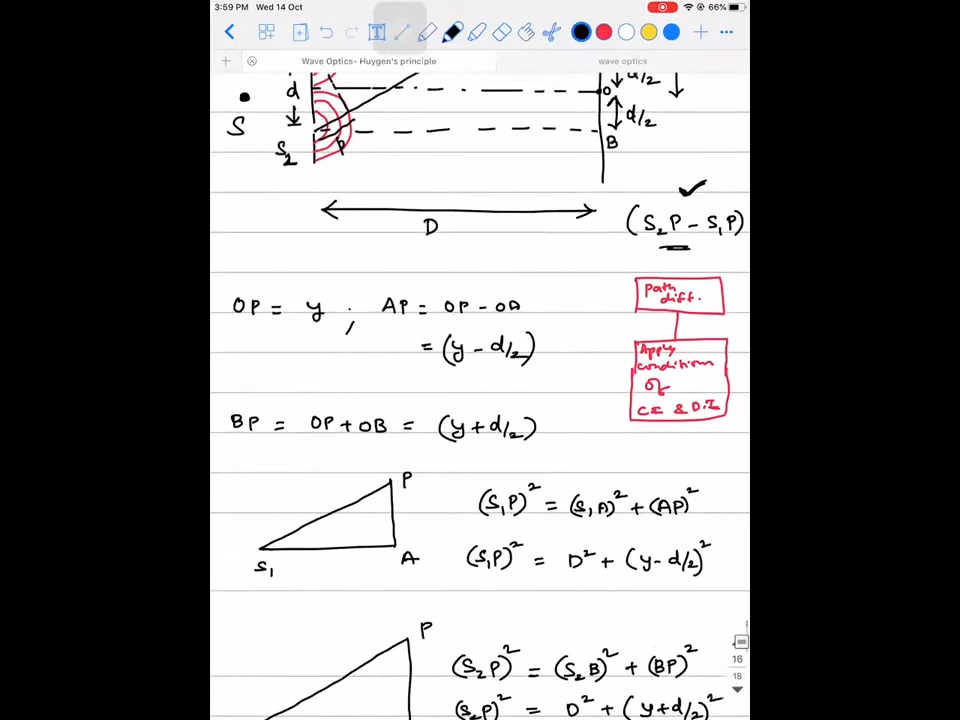 3:59 PM Wed 14 Oct 66%
Wave Optics- Huygen's principle
wave optics
d
d/2
S
O
d/2
S₂
B
D
(S₂P - S₁P)
Path diff.
OP = y ; AP = OP - OA
= (y - d/2)
Apply
conditions
of
CI & D.I
BP = OP + OB = (y + d/2)
P
(S₁P)² = (S₁A)² + (AP)²
S₁
A
(S₁P)² = D² + (y - d/2)²
P
(S₂P)² = (S₂B)² + (BP)²
(S₂P)² = D² + (y + d/2)²
16
18